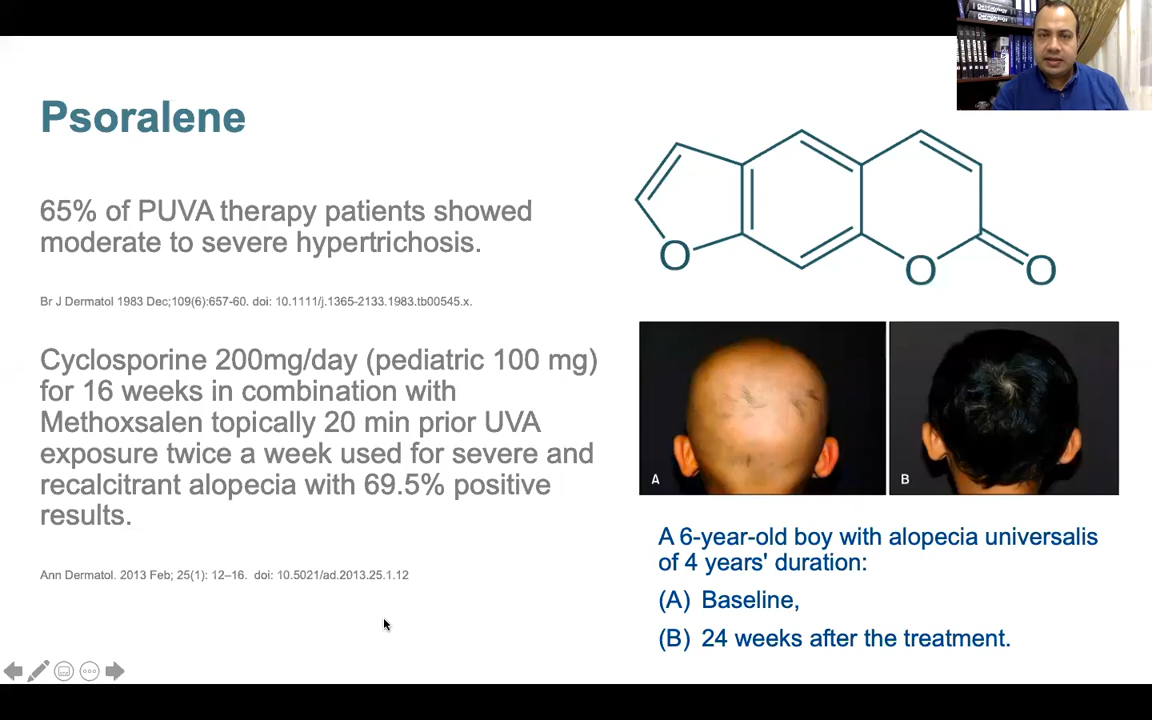 Psoralene
65% of PUVA therapy patients showed
moderate to severe hypertrichosis.
Br J Dermatol 1983 Dec;109(6):657-60. doi: 10.1111/j.1365-2133.1983.tb00545.x.
Cyclosporine 200mg/day (pediatric 100 mg)
for 16 weeks in combination with
Methoxsalen topically 20 min prior UVA
exposure twice a week used for severe and
recalcitrant alopecia with 69.5% positive
results.
Ann Dermatol. 2013 Feb; 25(1): 12–16. doi: 10.5021/ad.2013.25.1.12
O
O
O
A
B
A 6-year-old boy with alopecia universalis
of 4 years' duration:
(A) Baseline,
(B) 24 weeks after the treatment.